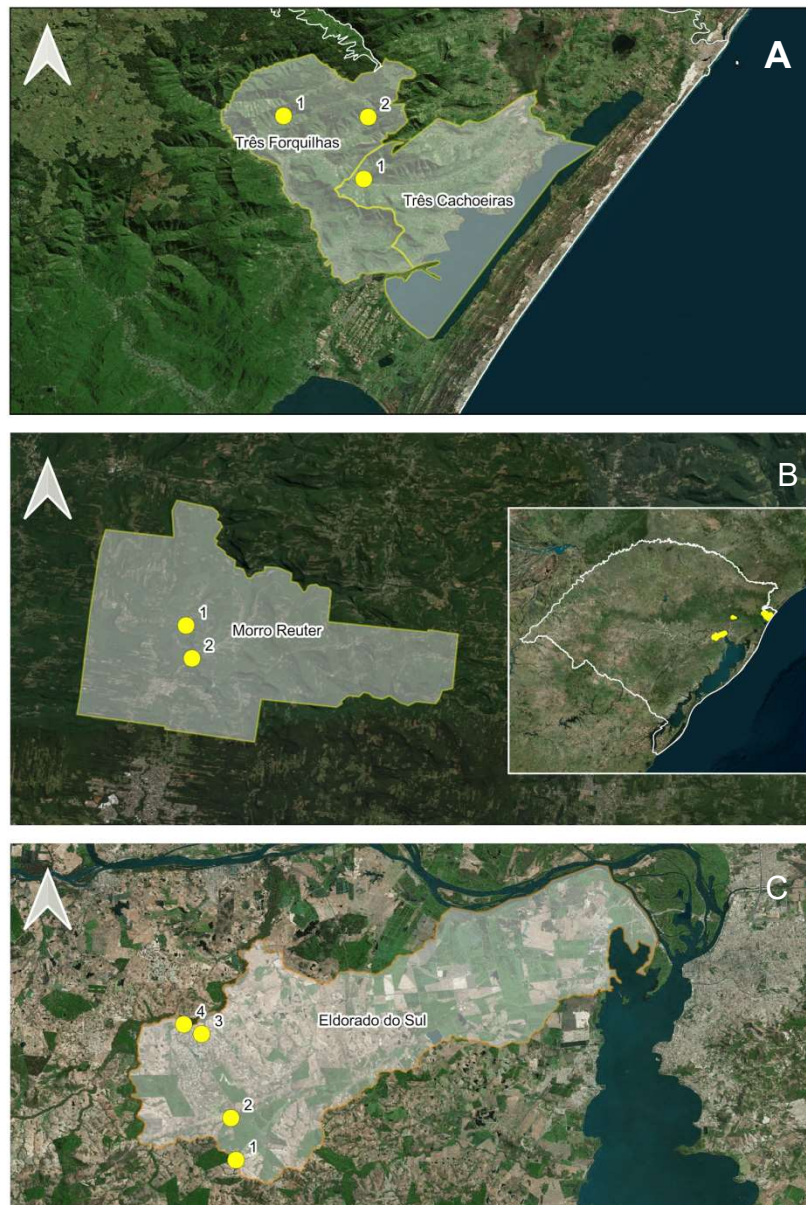 A
1
2
Três Forquilhas
1
Três Cachoeiras
B
1
Morro Reuter
2
C
4
3
Eldorado do Sul
2
1